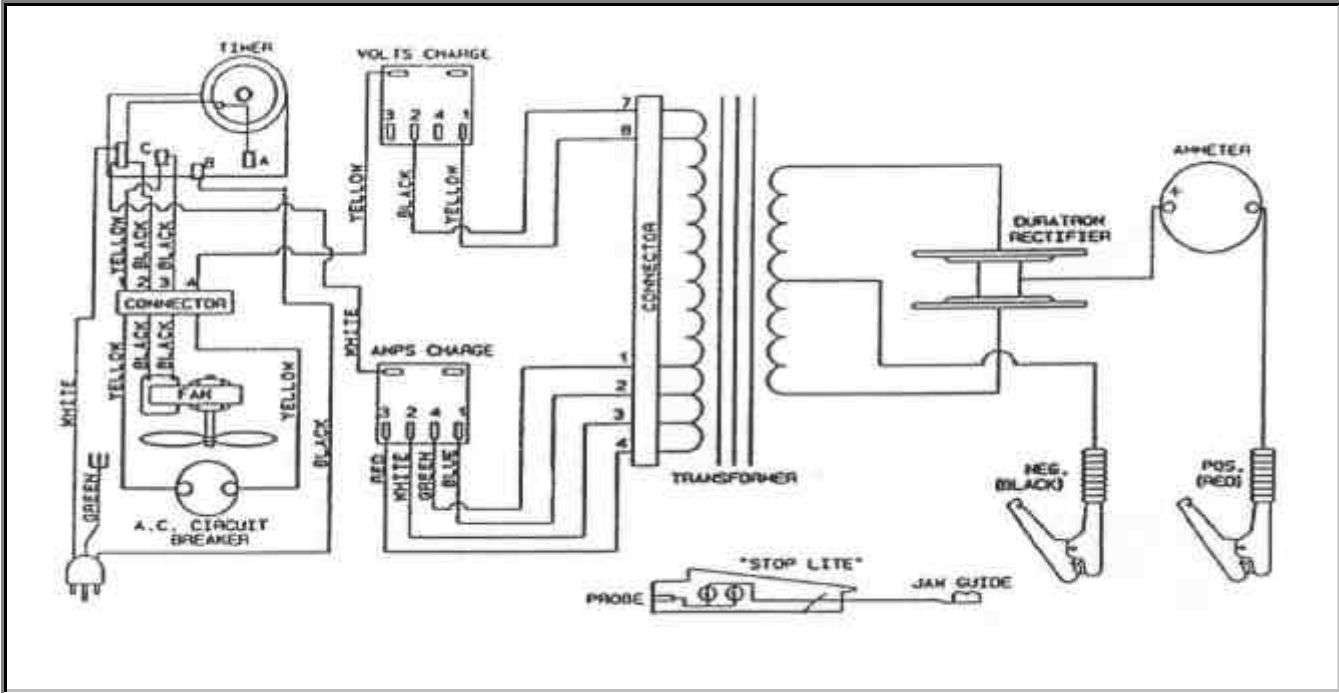 TIMER
VOLTS CHARGE
3 2 4 1
7
8
C
B
A
AMMETER
+
DURATRON
RECTIFIER
YELLOW
BLACK
YELLOW
YELLOW
BLACK
BLACK
1 2 3 4
CONNECTOR
CONNECTOR
WHITE
AMPS CHARGE
3 2 4 1
1
2
3
4
YELLOW
BLACK
BLACK
FAN
YELLOW
WHITE
BLACK
GREEN
RED
WHITE
GREEN
BLUE
TRANSFORMER
A.C. CIRCUIT
BREAKER
NEG.
(BLACK)
POS.
(RED)
"STOP LITE"
PROBE
JAW GUIDE